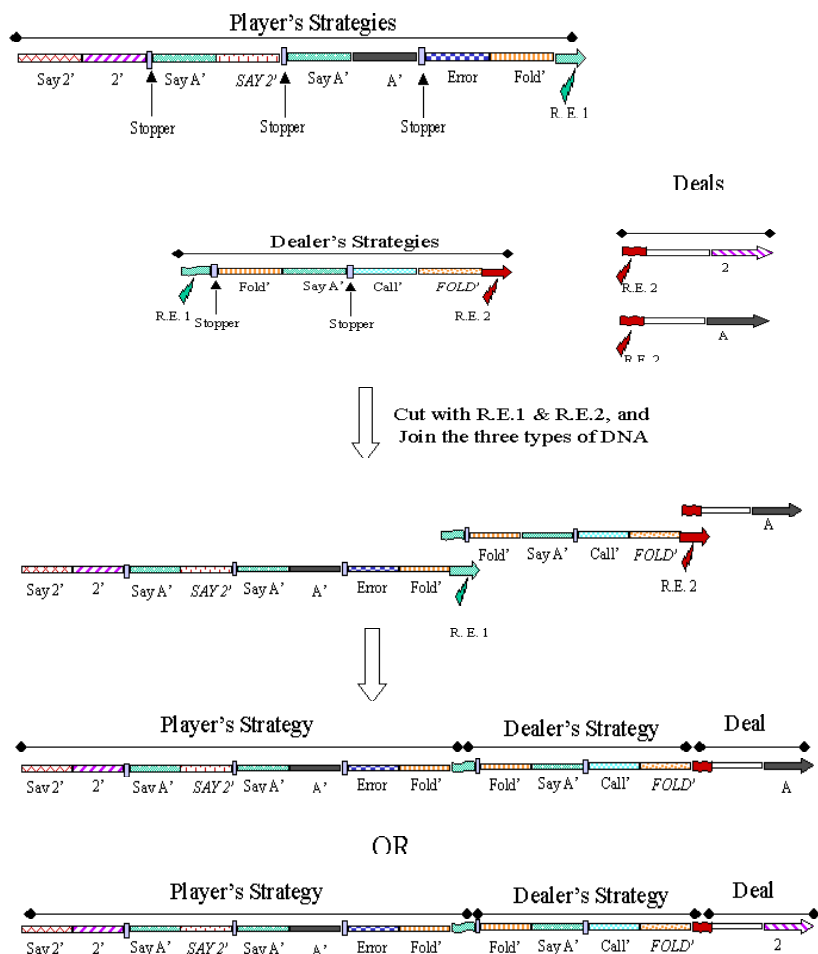 Player's Strategies
Say 2' 2' Say A' SAY 2' Say A' A' Error Fold'
Stopper Stopper Stopper R. E. 1
Deals
Dealer's Strategies
2
Fold' Say A' Call' FOLD' R.E. 2
R.E. 1 Stopper Stopper R.E. 2
A
R.E. 2
Cut with R.E.1 & R.E.2, and
Join the three types of DNA
A
Fold' Say A' Call' FOLD'
Say 2' 2' Say A' SAY 2' Say A' A' Error Fold' R.E. 2
R. E. 1
Player's Strategy Dealer's Strategy Deal
Say 2' 2' Say A' SAY 2' Say A' A' Error Fold' Fold' Say A' Call' FOLD' A
OR
Player's Strategy Dealer's Strategy Deal
Say 2' 2' Say A' SAY 2' Say A' A' Error Fold' Fold' Say A' Call' FOLD' 2